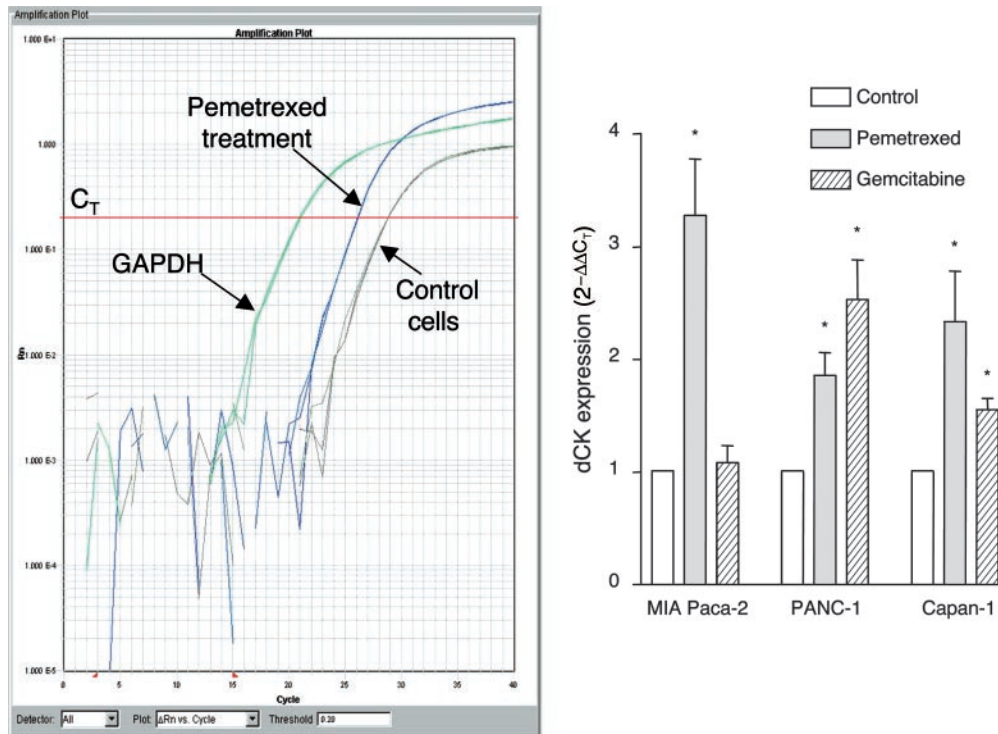 Amplification Plot
Amplification Plot
1.000 E+1
1.000
1.000 E-1
1.000 E-2
1.000 E-3
1.000 E-4
1.000 E-5
Rn
Pemetrexed
treatment
CT
GAPDH
Control
cells
0 5 10 15 20 25 30 35 40
Cycle
Detector: All Plot: ΔRn vs. Cycle Threshold 0.20
Control
Pemetrexed
Gemcitabine
dCK expression (2−ΔΔCT)
4
3
2
1
0
* * * * *
MIA Paca-2 PANC-1 Capan-1